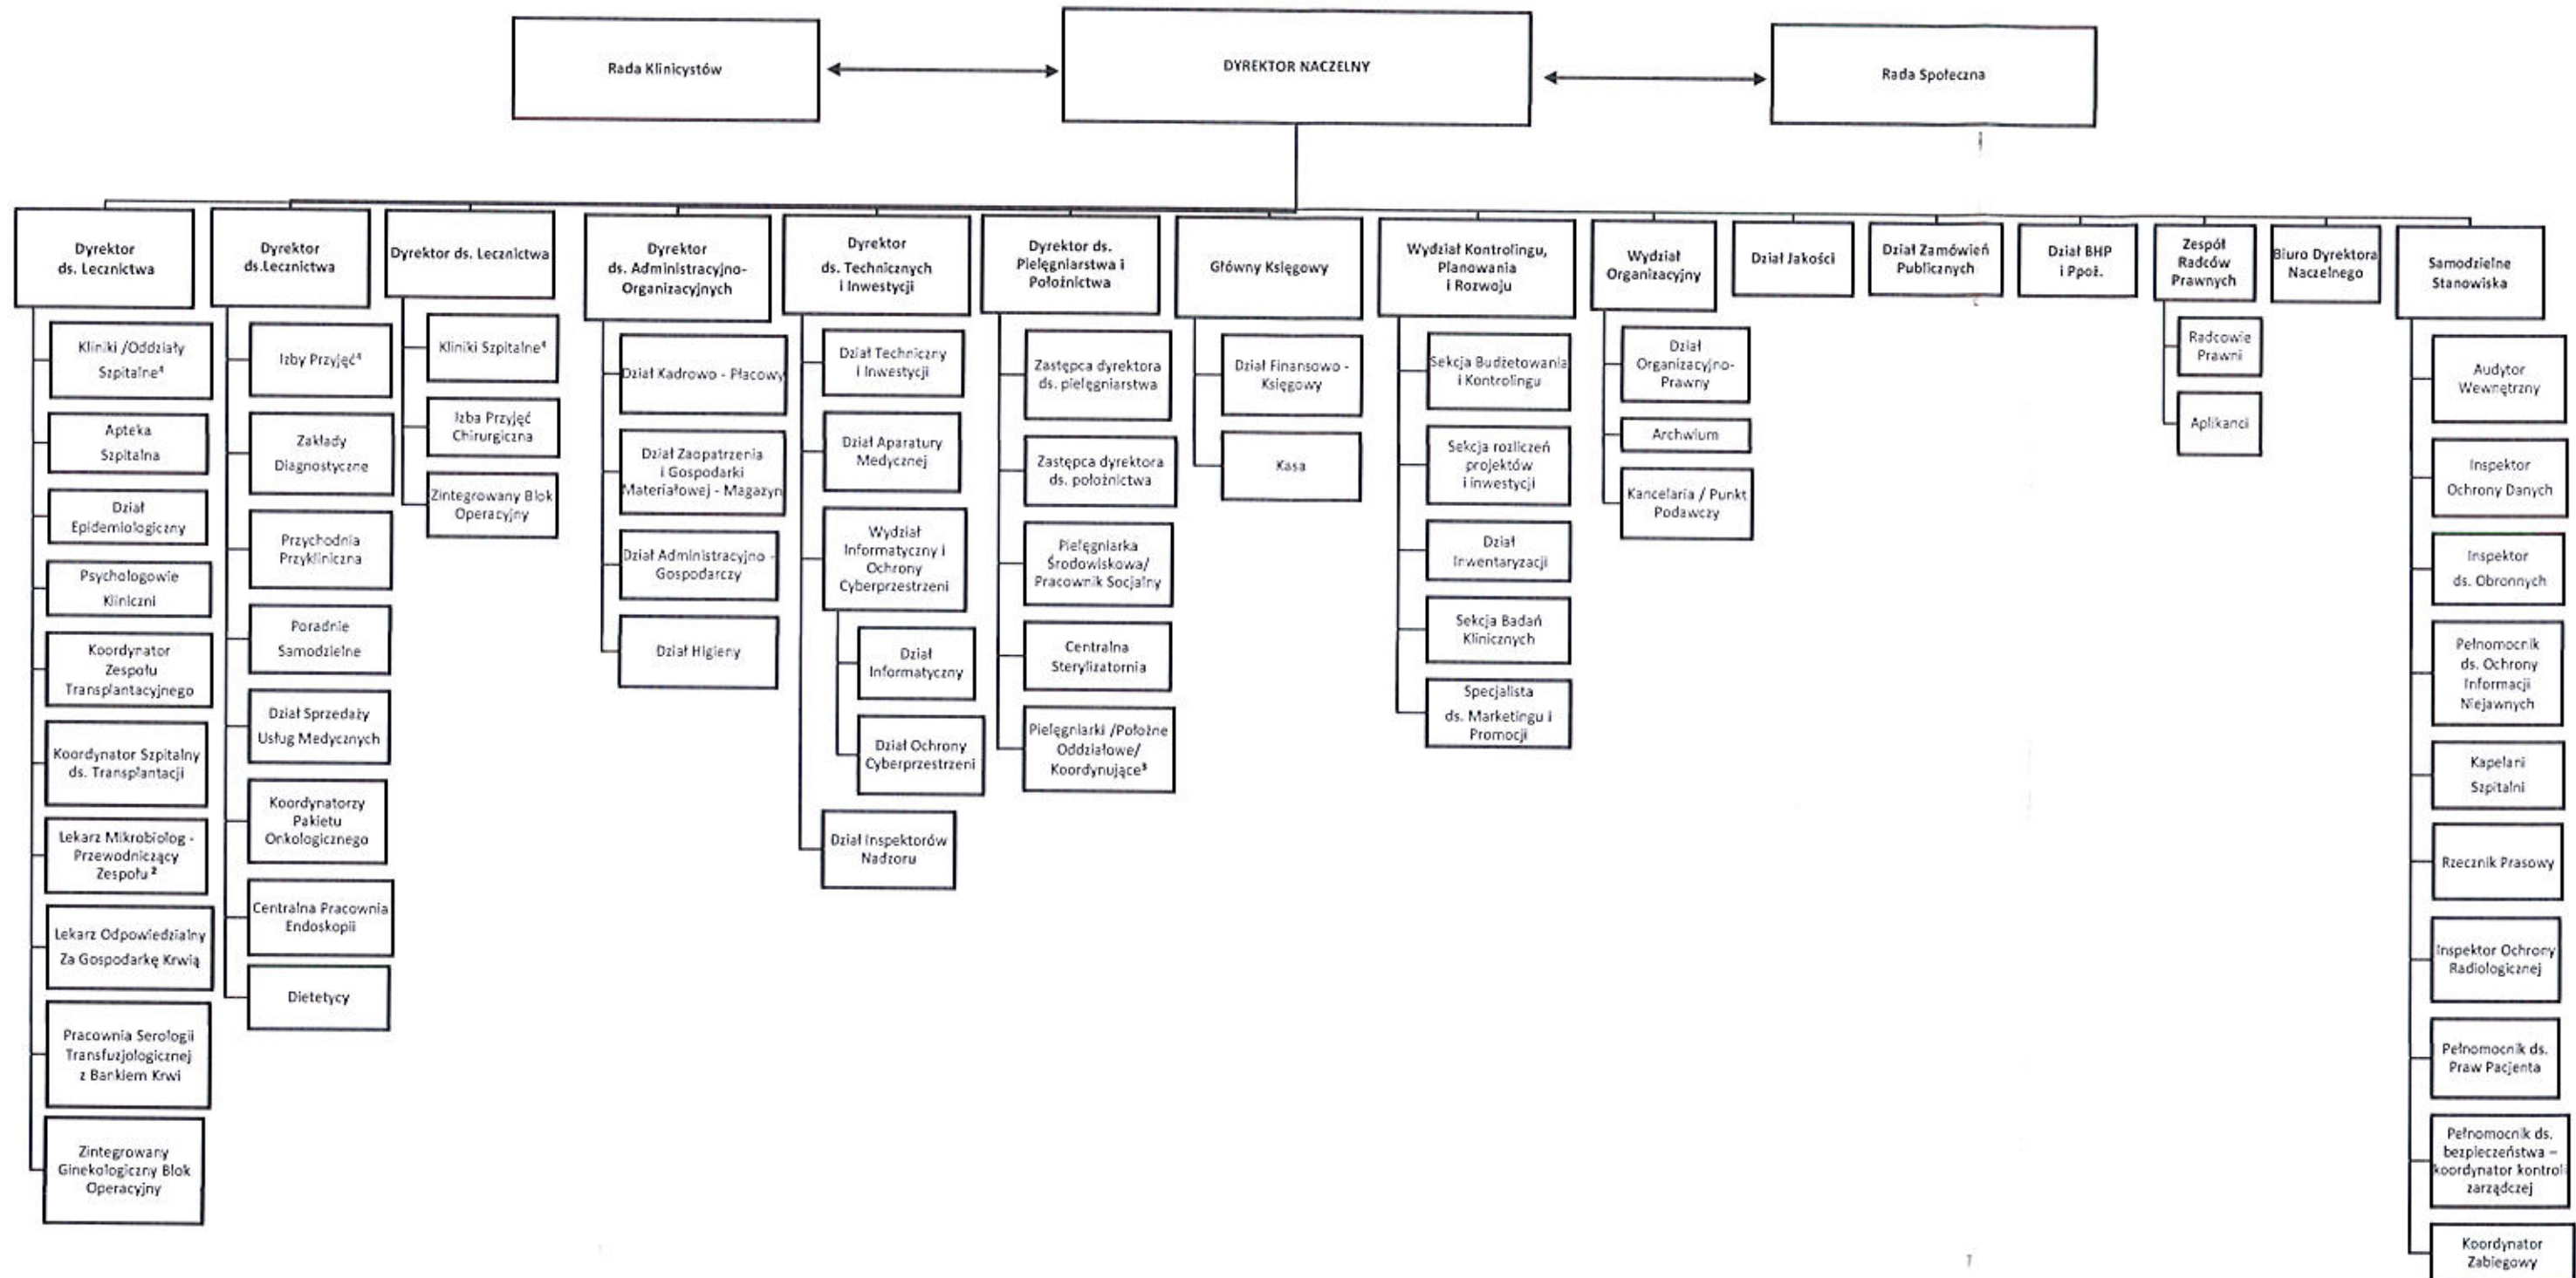 Rada Klinicystów
DYREKTOR NACZELNY
Rada Społeczna
Dyrektor
ds. Lecznictwa
Kliniki /Oddziały
Szpitalne⁴
Apteka
Szpitalna
Dział
Epidemiologiczny
Psychologowie
Kliniczni
Koordynator
Zespołu
Transplantacyjnego
Koordynator Szpitalny
ds. Transplantacji
Lekarz Mikrobiolog -
Przewodniczący
Zespołu ²
Lekarz Odpowiedzialny
Za Gospodarkę Krwią
Pracownia Serologii
Transfuzjologicznej
z Bankiem Krwi
Zintegrowany
Ginekologiczny Blok
Operacyjny
Dyrektor
ds.Lecznictwa
Izby Przyjęć⁴
Zakłady
Diagnostyczne
Przychodnia
Przykliniczna
Poradnie
Samodzielne
Dział Sprzedaży
Usług Medycznych
Koordynatorzy
Pakietu
Onkologicznego
Centralna Pracownia
Endoskopii
Dietetycy
Dyrektor ds. Lecznictwa
Kliniki Szpitalne⁴
Izba Przyjęć
Chirurgiczna
Zintegrowany Blok
Operacyjny
Dyrektor
ds. Administracyjno-
Organizacyjnych
Dział Kadrowo - Płacowy
Dział Zaopatrzenia
i Gospodarki
Materiałowej - Magazyn
Dział Administracyjno -
Gospodarczy
Dział Higieny
Dyrektor
ds. Technicznych
i Inwestycji
Dział Techniczny
i Inwestycji
Dział Aparatury
Medycznej
Wydział
Informatyczny i
Ochrony
Cyberprzestrzeni
Dział
Informatyczny
Dział Ochrony
Cyberprzestrzeni
Dział Inspektorów
Nadzoru
Dyrektor ds.
Pielęgniarstwa i
Położnictwa
Zastępca dyrektora
ds. pielęgniarstwa
Zastępca dyrektora
ds. położnictwa
Pielęgniarka
Środowiskowa/
Pracownik Socjalny
Centralna
Sterylizatornia
Pielęgniarki /Położne
Oddziałowe/
Koordynujące³
Główny Księgowy
Dział Finansowo -
Księgowy
Kasa
Wydział Kontrolingu,
Planowania
i Rozwoju
Sekcja Budżetowania
i Kontrolingu
Sekcja rozliczeń
projektów
i inwestycji
Dział
Inwentaryzacji
Sekcja Badań
Klinicznych
Specjalista
ds. Marketingu i
Promocji
Wydział
Organizacyjny
Dział
Organizacyjno-
Prawny
Archwium
Kancelaria / Punkt
Podawczy
Dział Jakości
Dział Zamówień
Publicznych
Dział BHP
i Ppoż.
Zespół
Radców
Prawnych
Radcowie
Prawni
Aplikanci
Biuro Dyrektora
Naczelnego
Samodzielne
Stanowiska
Audytor
Wewnętrzny
Inspektor
Ochrony Danych
Inspektor
ds. Obronnych
Pełnomocnik
ds. Ochrony
Informacji
Niejawnych
Kapelani
Szpitalni
Rzecznik Prasowy
Inspektor Ochrony
Radiologicznej
Pełnomocnik ds.
Praw Pacjenta
Pełnomocnik ds.
bezpieczeństwa –
koordynator kontroli
zarządczej
Koordynator
Zabiegowy